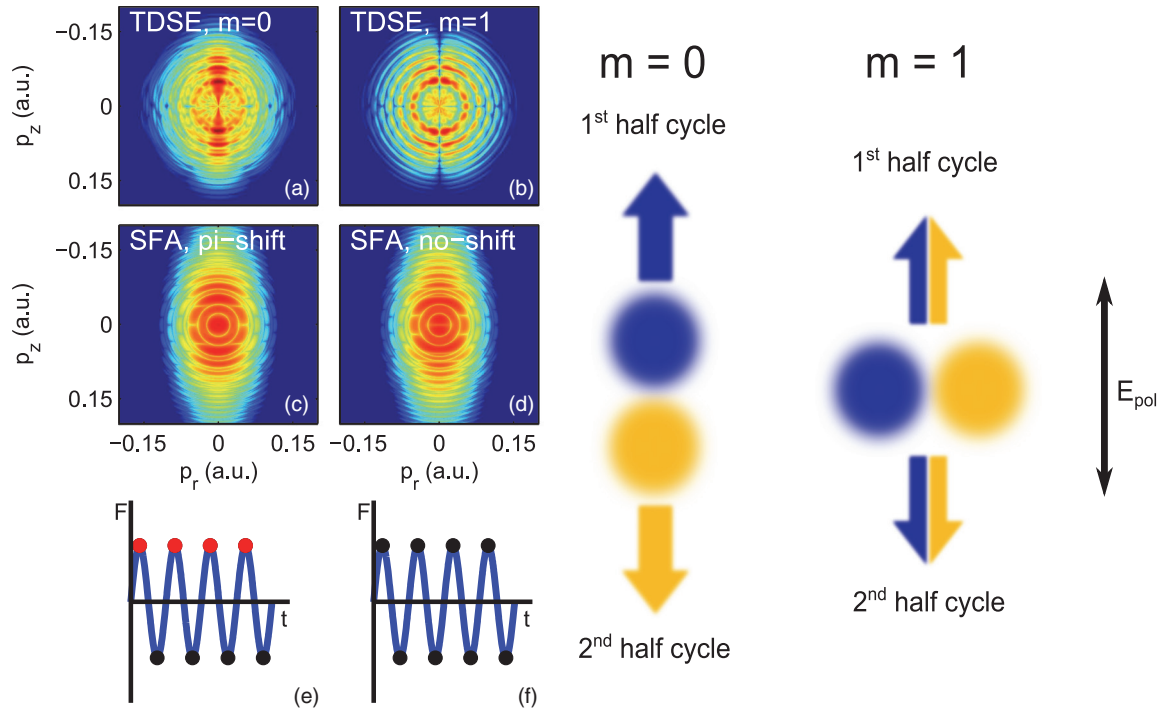 TDSE, m=0
TDSE, m=1
-0.15
0
0.15
p_z (a.u.)
(a)
(b)
SFA, pi-shift
SFA, no-shift
-0.15
0
0.15
p_z (a.u.)
(c)
(d)
-0.15
0
0.15
-0.15
0
0.15
p_r (a.u.)
p_r (a.u.)
F
t
(e)
F
t
(f)
m = 0
1st half cycle
2nd half cycle
m = 1
1st half cycle
2nd half cycle
E_pol